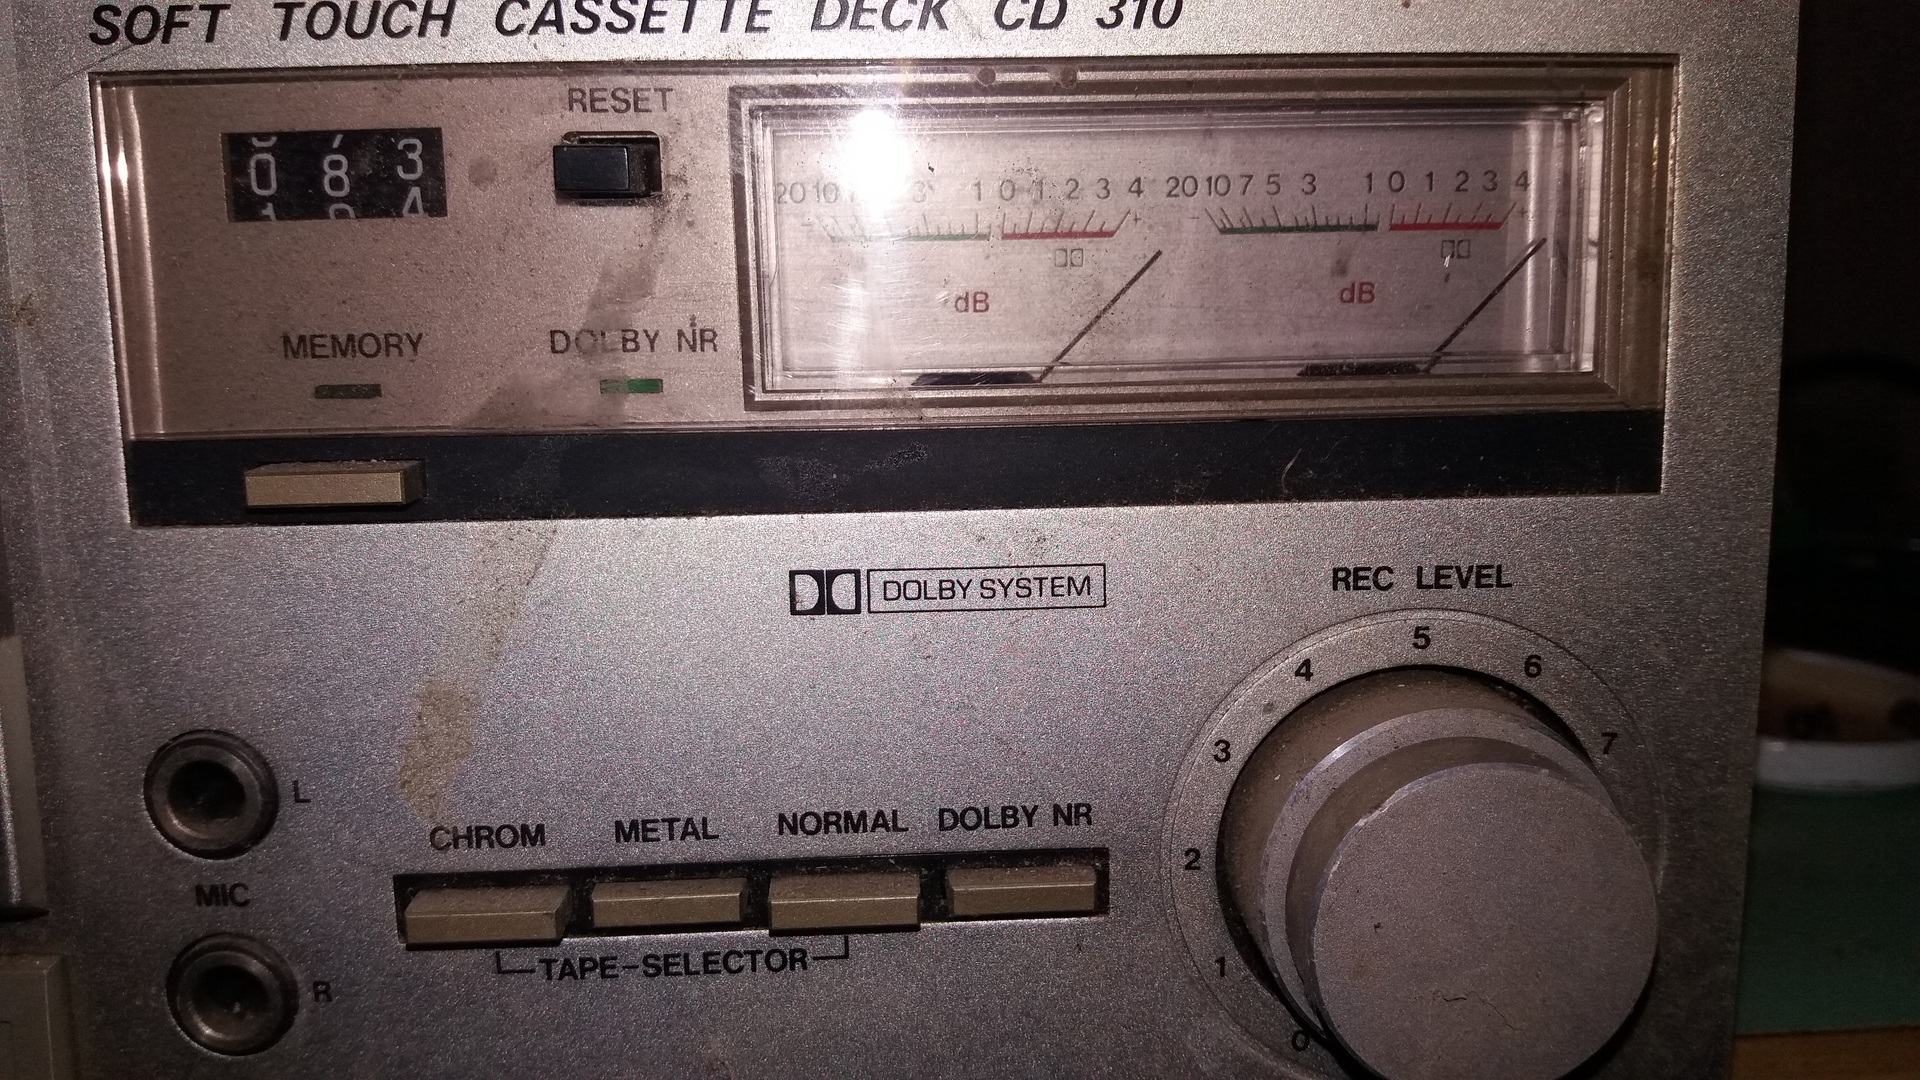 SOFT TOUCH CASSETTE DECK CD 310
RESET
0 8 3
20 10 3 1 0 1 2 3 4
- +
dB
20 10 7 5 3 1 0 1 2 3 4
- +
dB
MEMORY
DOLBY NR
DOLBY SYSTEM
REC LEVEL
0 1 2 3 4 5 6 7
L
MIC
R
CHROM METAL NORMAL DOLBY NR
TAPE-SELECTOR